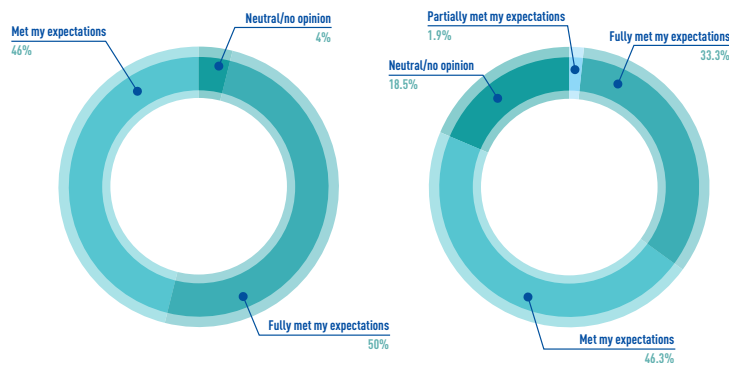 Neutral/no opinion
4%
Met my expectations
46%
Fully met my expectations
50%
Partially met my expectations
1.9%
Fully met my expectations
33.3%
Neutral/no opinion
18.5%
Met my expectations
46.3%